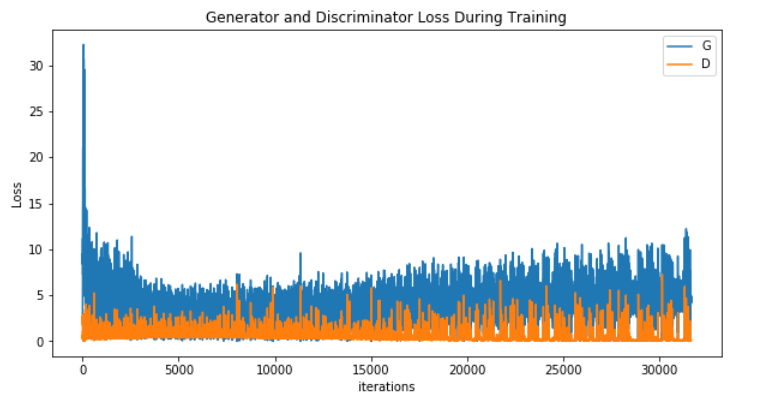 Generator and Discriminator Loss During Training
G
D
30
25
20
15
10
5
0
Loss
0 5000 10000 15000 20000 25000 30000
iterations